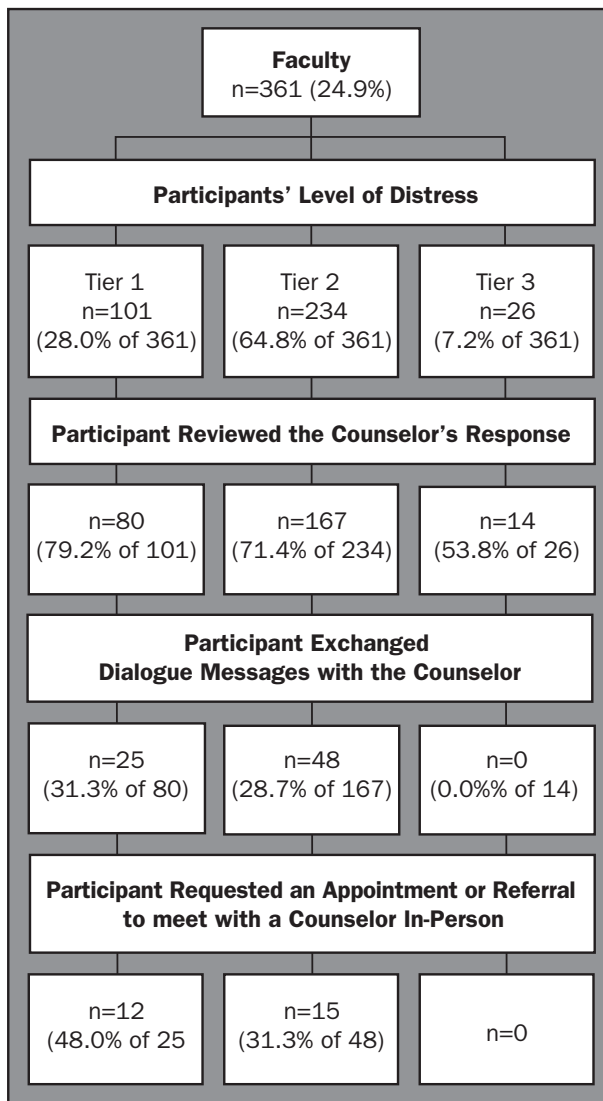 Faculty
n=361 (24.9%)
Participants’ Level of Distress
Tier 1
n=101
(28.0% of 361)
Tier 2
n=234
(64.8% of 361)
Tier 3
n=26
(7.2% of 361)
Participant Reviewed the Counselor’s Response
n=80
(79.2% of 101)
n=167
(71.4% of 234)
n=14
(53.8% of 26)
Participant Exchanged
Dialogue Messages with the Counselor
n=25
(31.3% of 80)
n=48
(28.7% of 167)
n=0
(0.0%% of 14)
Participant Requested an Appointment or Referral
to meet with a Counselor In-Person
n=12
(48.0% of 25
n=15
(31.3% of 48)
n=0